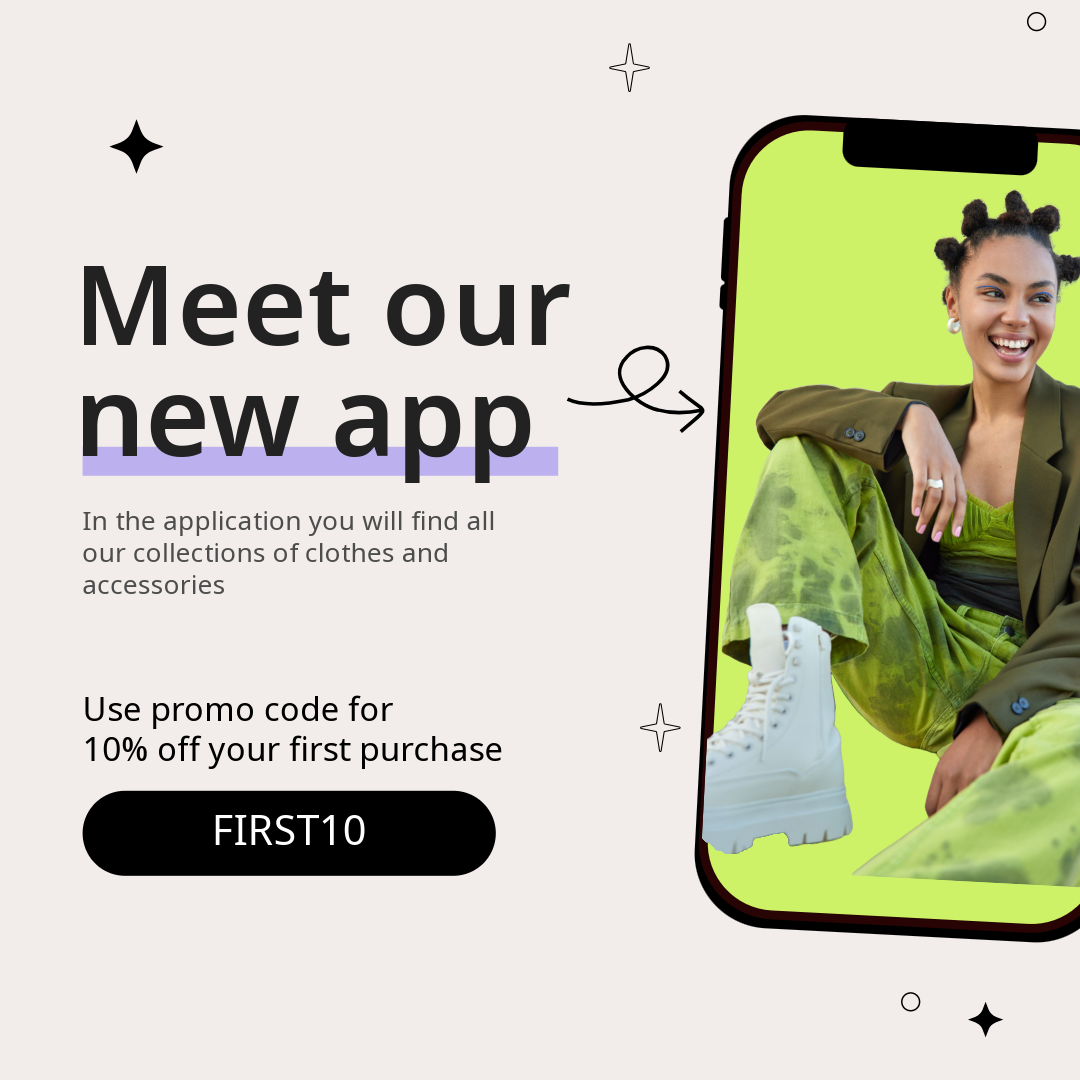 Meet our
new app
In the application you will find all
our collections of clothes and
accessories
Use promo code for
10% off your first purchase
FIRST10